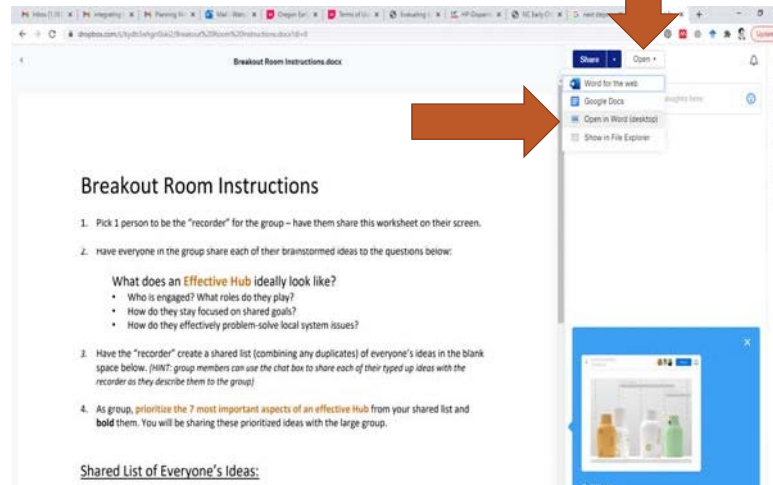 Share
Open
Breakout Room Instructions.docx
Word for the web
Google Docs
Open in Word (desktop)
Show in File Explorer
Breakout Room Instructions
1. Pick 1 person to be the "recorder" for the group – have them share this worksheet on their screen.
2. Have everyone in the group share each of their brainstormed ideas to the questions below:
What does an Effective Hub ideally look like?
• Who is engaged? What roles do they play?
• How do they stay focused on shared goals?
• How do they effectively problem-solve local system issues?
3. Have the "recorder" create a shared list (combining any duplicates) of everyone's ideas in the blank
space below. (HINT: group members can use the chat box to share each of their typed up ideas with the
recorder as they describe them to the group)
4. As group, prioritize the 7 most important aspects of an effective Hub from your shared list and
bold them. You will be sharing these prioritized ideas with the large group.
Shared List of Everyone's Ideas: